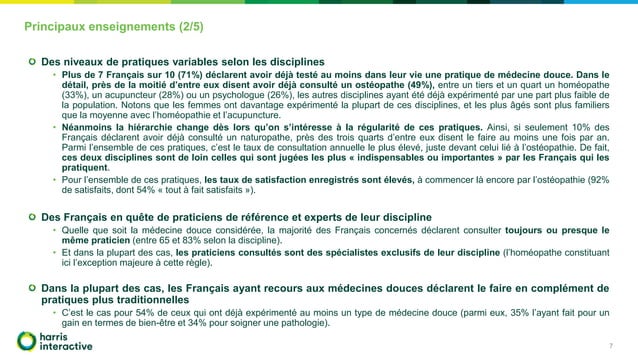 Principaux enseignements (2/5)
Des niveaux de pratiques variables selon les disciplines
• Plus de 7 Français sur 10 (71%) déclarent avoir déjà testé au moins dans leur vie une pratique de médecine douce. Dans le
détail, près de la moitié d’entre eux disent avoir déjà consulté un ostéopathe (49%), entre un tiers et un quart un homéopathe
(33%), un acupuncteur (28%) ou un psychologue (26%), les autres disciplines ayant été déjà expérimenté par une part plus faible de
la population. Notons que les femmes ont davantage expérimenté la plupart de ces disciplines, et les plus âgés sont plus familiers
que la moyenne avec l’homéopathie et l’acupuncture.
• Néanmoins la hiérarchie change dès lors qu’on s’intéresse à la régularité de ces pratiques. Ainsi, si seulement 10% des
Français déclarent avoir déjà consulté un naturopathe, près des trois quarts d’entre eux disent le faire au moins une fois par an.
Parmi l’ensemble de ces pratiques, c’est le taux de consultation annuelle le plus élevé, juste devant celui lié à l’ostéopathie. De fait,
ces deux disciplines sont de loin celles qui sont jugées les plus « indispensables ou importantes » par les Français qui les
pratiquent.
• Pour l’ensemble de ces pratiques, les taux de satisfaction enregistrés sont élevés, à commencer là encore par l’ostéopathie (92%
de satisfaits, dont 54% « tout à fait satisfaits »).
Des Français en quête de praticiens de référence et experts de leur discipline
• Quelle que soit la médecine douce considérée, la majorité des Français concernés déclarent consulter toujours ou presque le
même praticien (entre 65 et 83% selon la discipline).
• Et dans la plupart des cas, les praticiens consultés sont des spécialistes exclusifs de leur discipline (l’homéopathe constituant
ici l’exception majeure à cette règle).
Dans la plupart des cas, les Français ayant recours aux médecines douces déclarent le faire en complément de
pratiques plus traditionnelles
• C’est le cas pour 54% de ceux qui ont déjà expérimenté au moins un type de médecine douce (parmi eux, 35% l’ayant fait pour un
gain en termes de bien-être et 34% pour soigner une pathologie).
harris
interactive
7